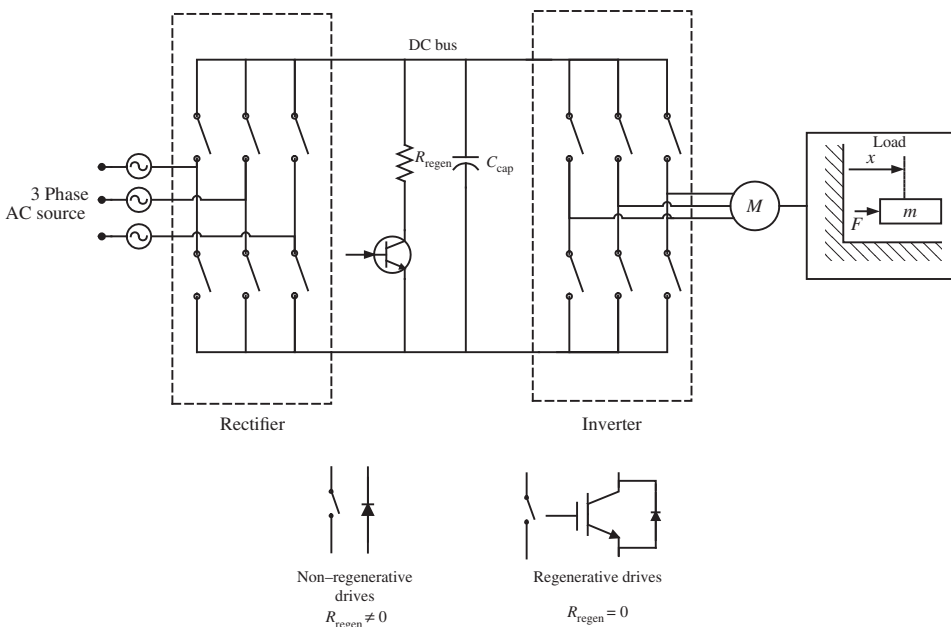 DC bus
3 Phase
AC source
R_regen
C_cap
M
Load
x
F
m
Rectifier
Inverter
Non–regenerative
drives
R_regen ≠ 0
Regenerative drives
R_regen = 0